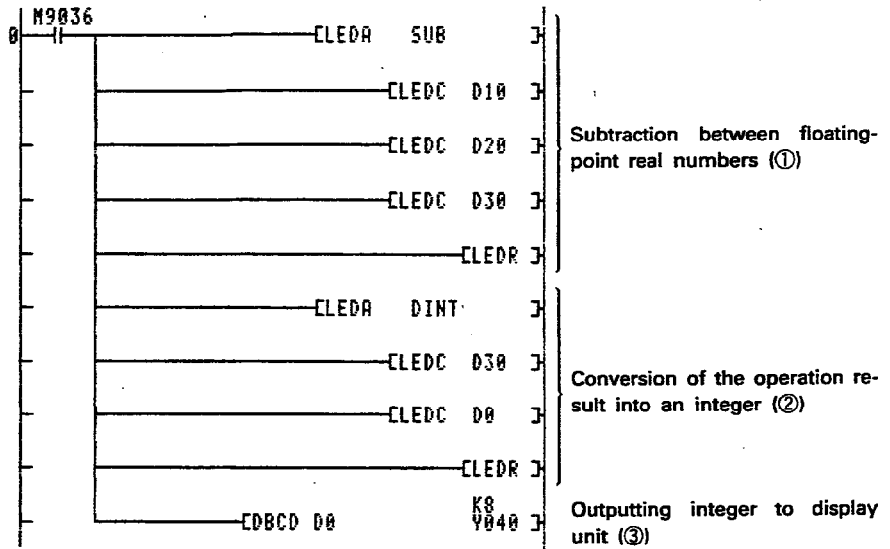 M9036
0
[LEDA SUB ]
[LEDC D10 ]
[LEDC D20 ]
[LEDC D30 ]
[LEDR ]
Subtraction between floating-
point real numbers (①)
[LEDA DINT ]
[LEDC D30 ]
[LEDC D0 ]
[LEDR ]
Conversion of the operation re-
sult into an integer (②)
K8
[DBCD D0 Y040 ]
Outputting integer to display
unit (③)